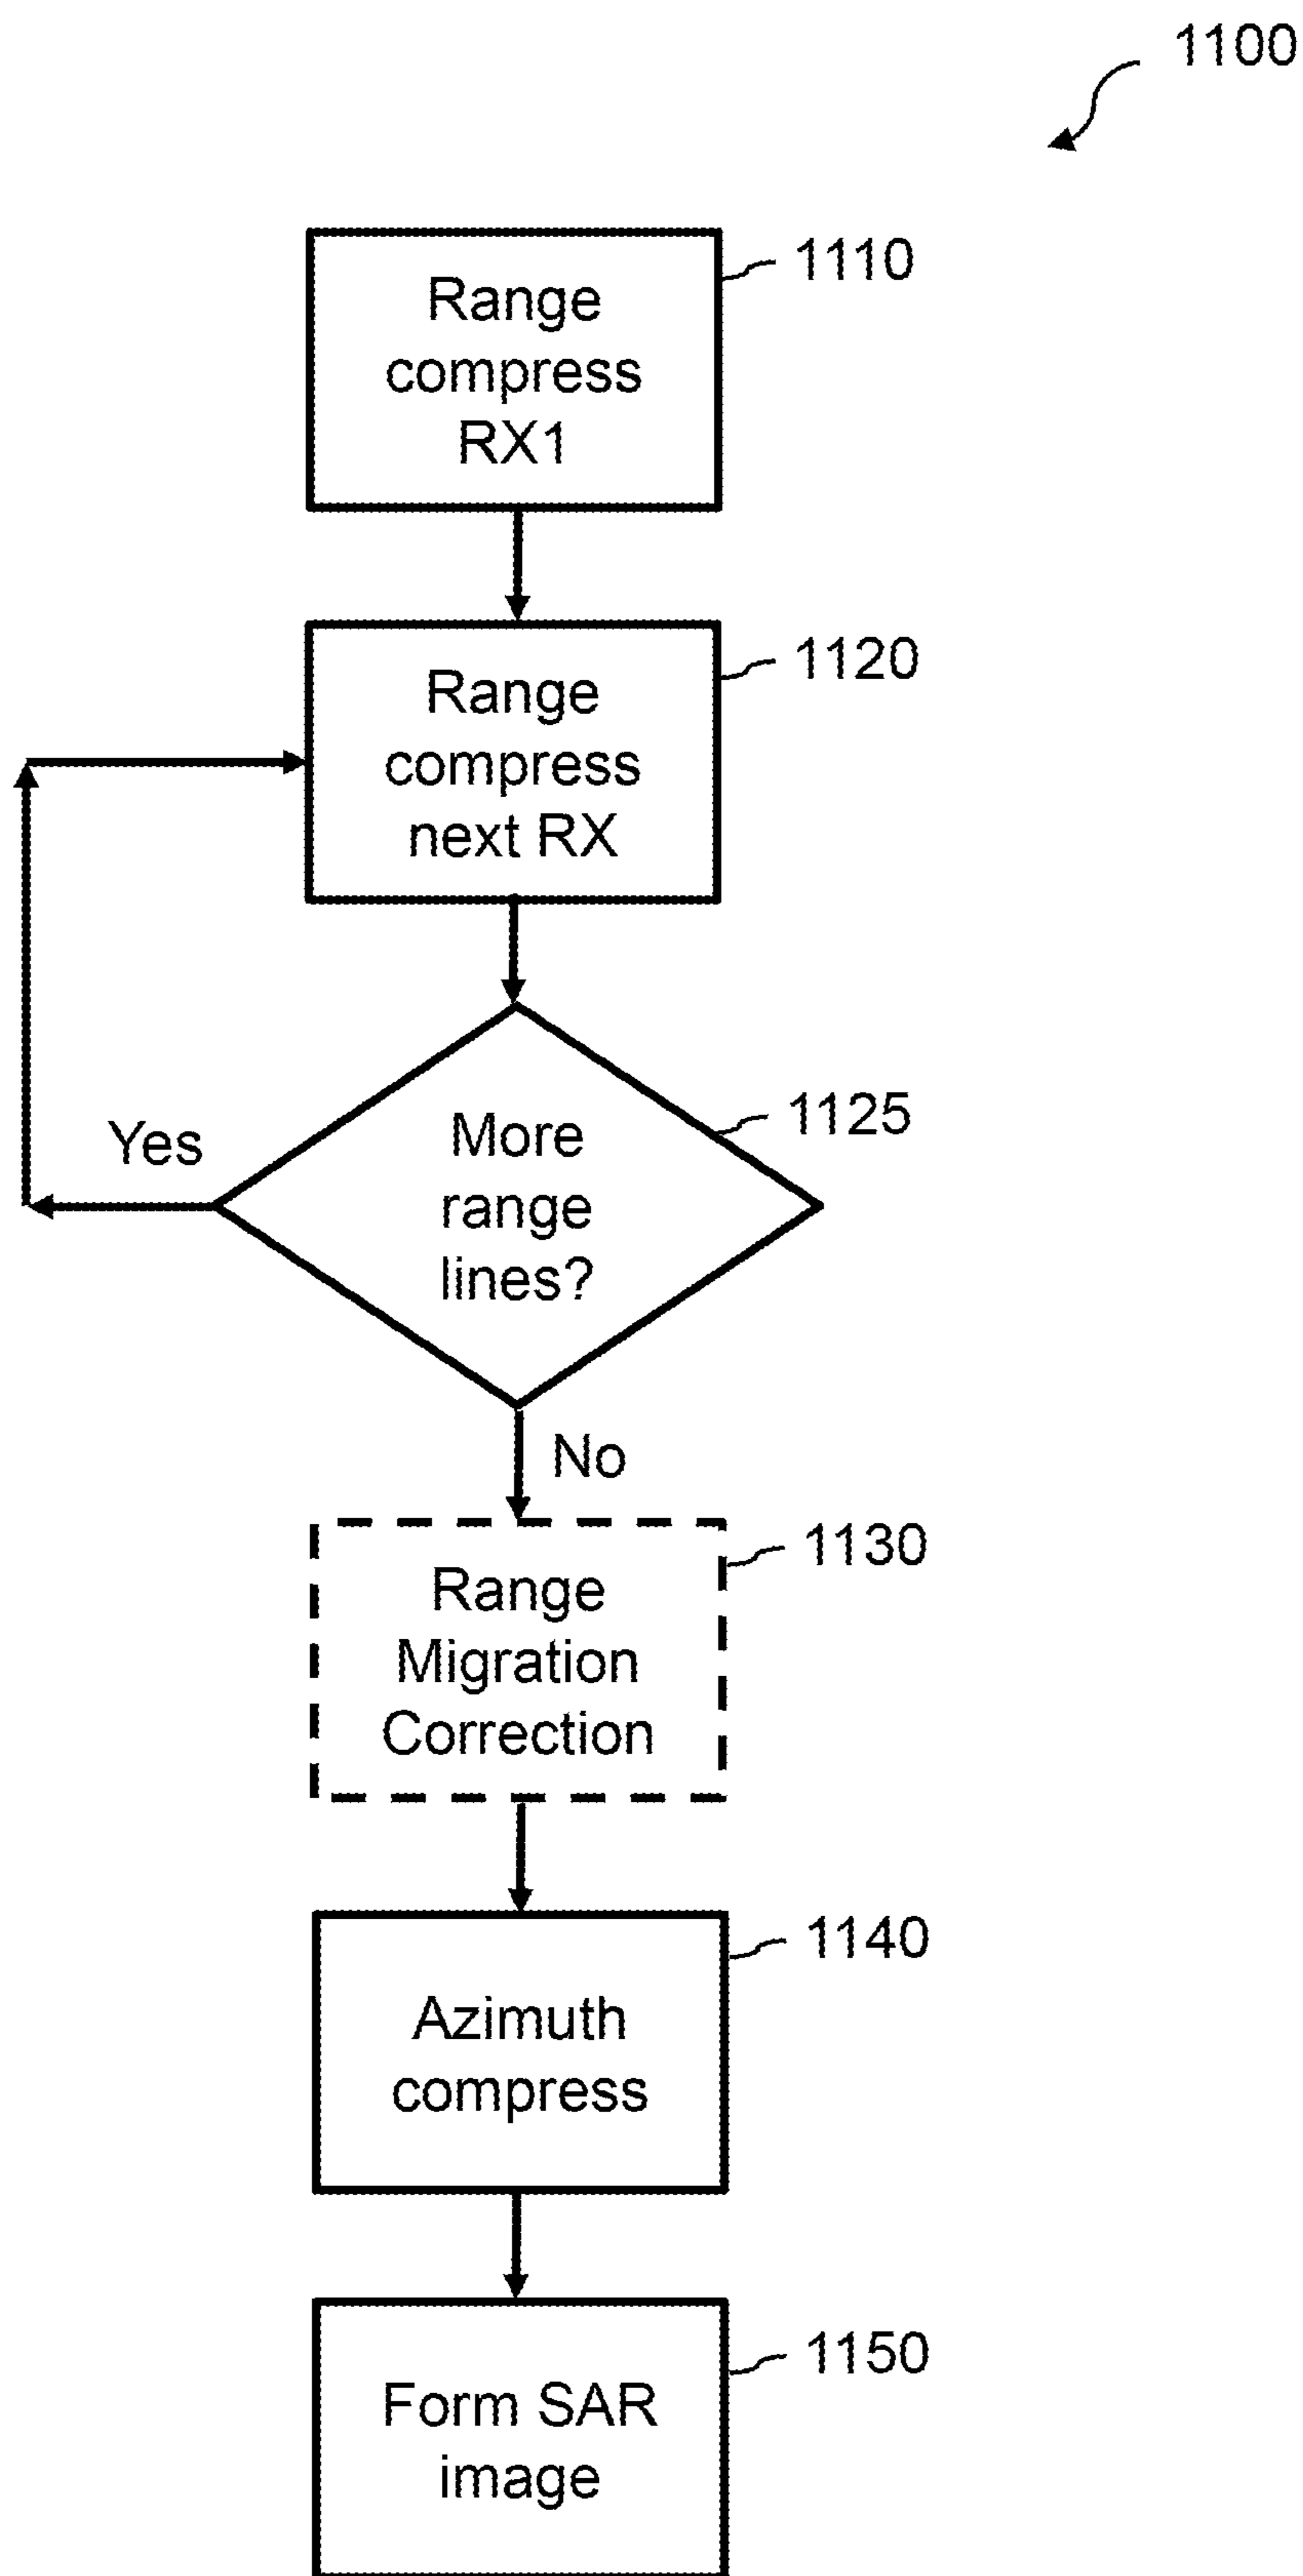 1100
Range
compress
RX1
1110
Range
compress
next RX
1120
More
range
lines?
1125
Yes
No
Range
Migration
Correction
1130
Azimuth
compress
1140
Form SAR
image
1150